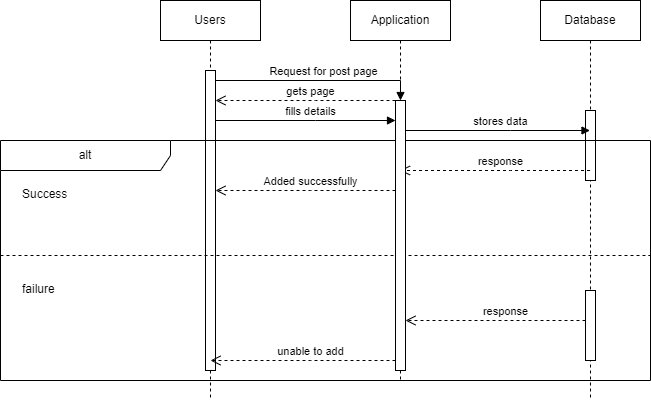 Users
Application
Database
Request for post page
gets page
fills details
stores data
alt
response
Added successfully
Success
failure
response
unable to add